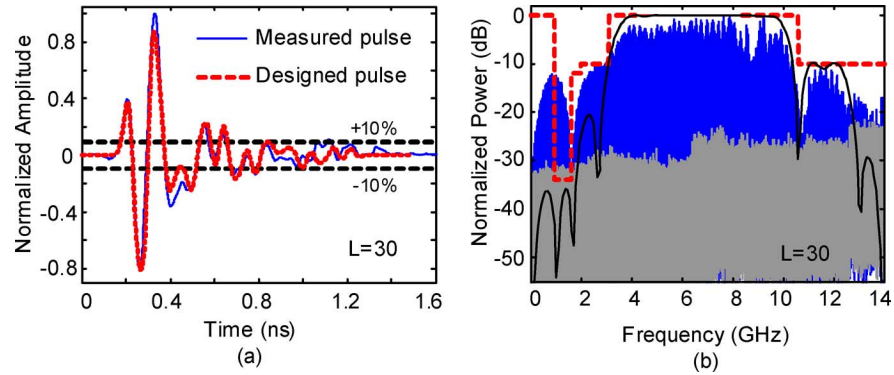 Normalized Amplitude
0.8
0.4
0
-0.4
-0.8
Measured pulse
Designed pulse
+10%
-10%
L=30
0 0.4 0.8 1.2 1.6
Time (ns)
(a)
Normalized Power (dB)
0
-10
-20
-30
-40
-50
L=30
0 2 4 6 8 10 12 14
Frequency (GHz)
(b)